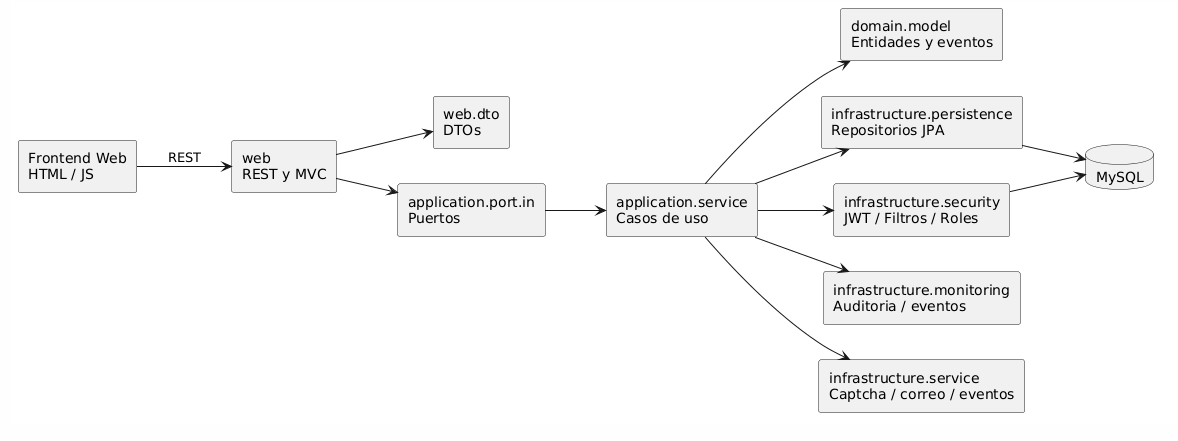 Frontend Web
HTML / JS
REST
web
REST y MVC
web.dto
DTOs
application.port.in
Puertos
application.service
Casos de uso
domain.model
Entidades y eventos
infrastructure.persistence
Repositorios JPA
infrastructure.security
JWT / Filtros / Roles
infrastructure.monitoring
Auditoria / eventos
infrastructure.service
Captcha / correo / eventos
MySQL